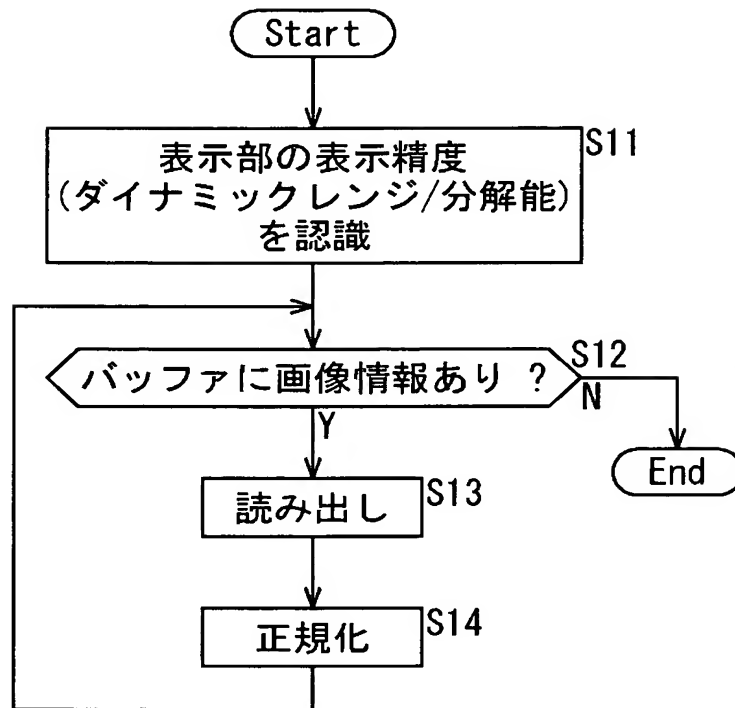 Start
表示部の表示精度
(ダイナミックレンジ/分解能)
を認識
S11
バッファに画像情報あり ?
S12
N
Y
End
読み出し
S13
正規化
S14